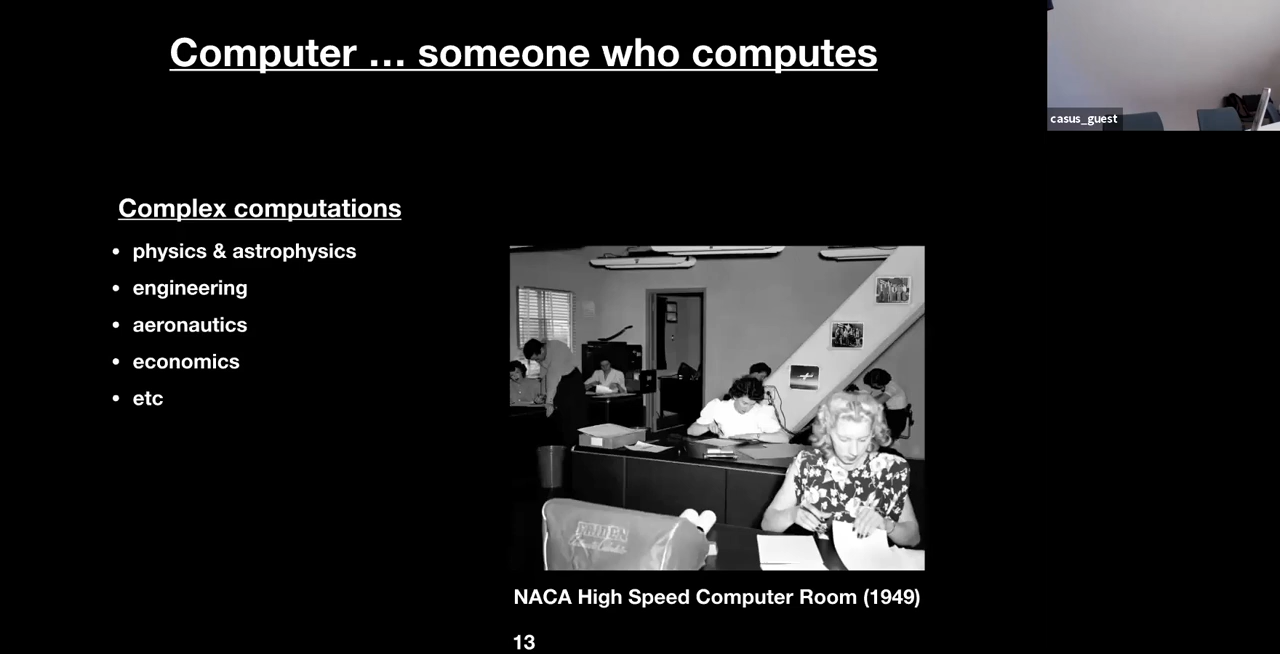 Computer … someone who computes
casus_guest
Complex computations
• physics & astrophysics
• engineering
• aeronautics
• economics
• etc
FRIDEN
NACA High Speed Computer Room (1949)
13